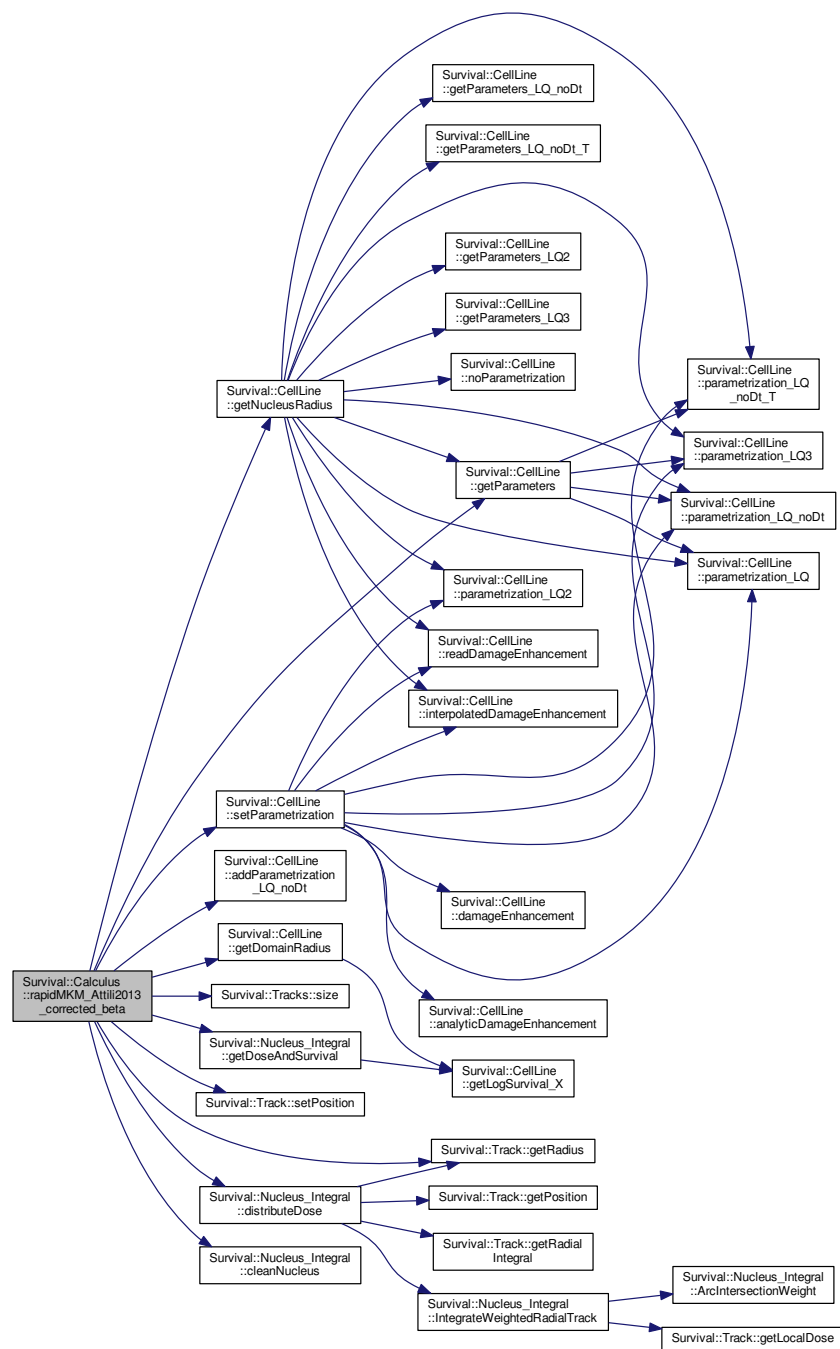 Survival::CellLine
::getParameters_LQ_noDt
Survival::CellLine
::getParameters_LQ_noDt_T
Survival::CellLine
::getParameters_LQ2
Survival::CellLine
::getParameters_LQ3
Survival::CellLine
::noParametrization
Survival::CellLine
::parametrization_LQ
_noDt_T
Survival::CellLine
::getNucleusRadius
Survival::CellLine
::parametrization_LQ3
Survival::CellLine
::getParameters
Survival::CellLine
::parametrization_LQ_noDt
Survival::CellLine
::parametrization_LQ
Survival::CellLine
::parametrization_LQ2
Survival::CellLine
::readDamageEnhancement
Survival::CellLine
::interpolatedDamageEnhancement
Survival::CellLine
::setParametrization
Survival::CellLine
::addParametrization
_LQ_noDt
Survival::CellLine
::damageEnhancement
Survival::CellLine
::getDomainRadius
Survival::Calculus
::rapidMKM_Attili2013
_corrected_beta
Survival::Tracks::size
Survival::CellLine
::analyticDamageEnhancement
Survival::Nucleus_Integral
::getDoseAndSurvival
Survival::CellLine
::getLogSurvival_X
Survival::Track::setPosition
Survival::Track::getRadius
Survival::Nucleus_Integral
::distributeDose
Survival::Track::getPosition
Survival::Track::getRadial
Integral
Survival::Nucleus_Integral
::cleanNucleus
Survival::Nucleus_Integral
::ArcIntersectionWeight
Survival::Nucleus_Integral
::IntegrateWeightedRadialTrack
Survival::Track::getLocalDose